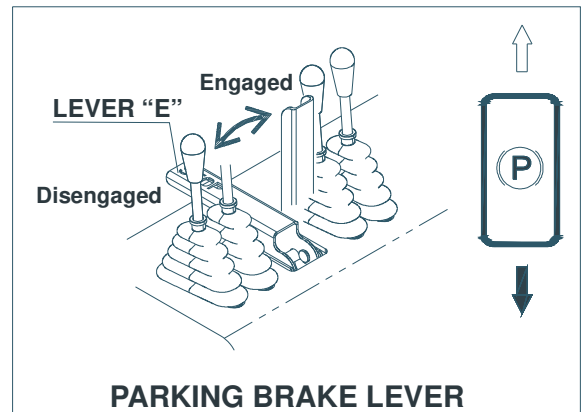 Engaged
LEVER “E”
Disengaged
P
PARKING BRAKE LEVER